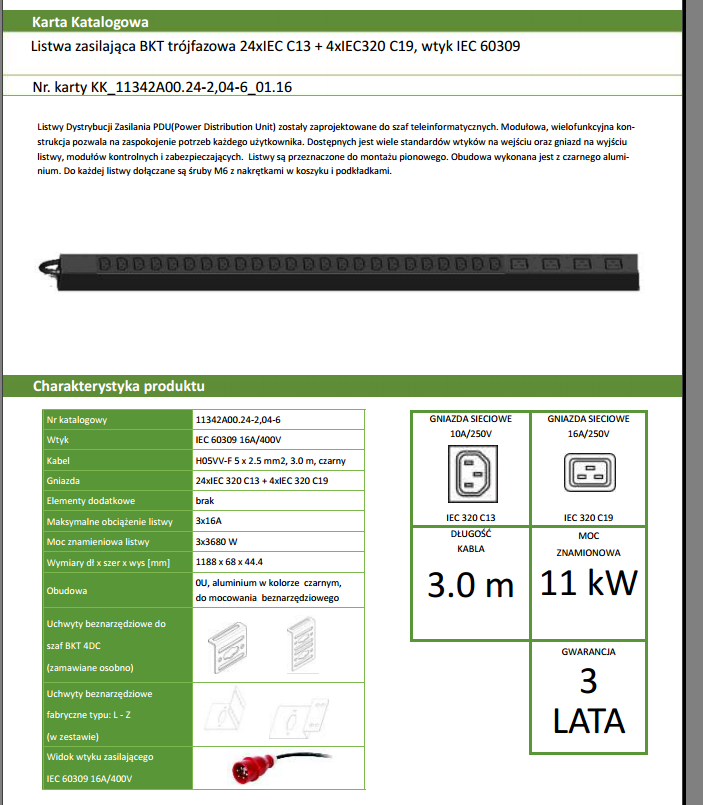 Karta Katalogowa
Listwa zasilająca BKT trójfazowa 24xIEC C13 + 4xIEC320 C19, wtyk IEC 60309
Nr. karty KK_11342A00.24-2,04-6_01.16
Listwy Dystrybucji Zasilania PDU(Power Distribution Unit) zostały zaprojektowane do szaf teleinformatycznych. Modułowa, wielofunkcyjna kon-
strukcja pozwala na zaspokojenie potrzeb każdego użytkownika. Dostępnych jest wiele standardów wtyków na wejściu oraz gniazd na wyjściu
listwy, modułów kontrolnych i zabezpieczających. Listwy są przeznaczone do montażu pionowego. Obudowa wykonana jest z czarnego alumi-
nium. Do każdej listwy dołączane są śruby M6 z nakrętkami w koszyku i podkładkami.
Charakterystyka produktu
Nr katalogowy 11342A00.24-2,04-6
Wtyk IEC 60309 16A/400V
Kabel H05VV-F 5 x 2.5 mm2, 3.0 m, czarny
Gniazda 24xIEC 320 C13 + 4xIEC 320 C19
Elementy dodatkowe brak
Maksymalne obciążenie listwy 3x16A
Moc znamieniowa listwy 3x3680 W
Wymiary dł x szer x wys [mm] 1188 x 68 x 44.4
Obudowa 0U, aluminium w kolorze czarnym,
do mocowania beznarzędziowego
Uchwyty beznarzędziowe do
szaf BKT 4DC
(zamawiane osobno)
Uchwyty beznarzędziowe
fabryczne typu: L - Z
(w zestawie)
Widok wtyku zasilającego
IEC 60309 16A/400V
GNIAZDA SIECIOWE
10A/250V
IEC 320 C13
GNIAZDA SIECIOWE
16A/250V
IEC 320 C19
DŁUGOŚĆ
KABLA
3.0 m
MOC
ZNAMIONOWA
11 kW
GWARANCJA
3
LATA